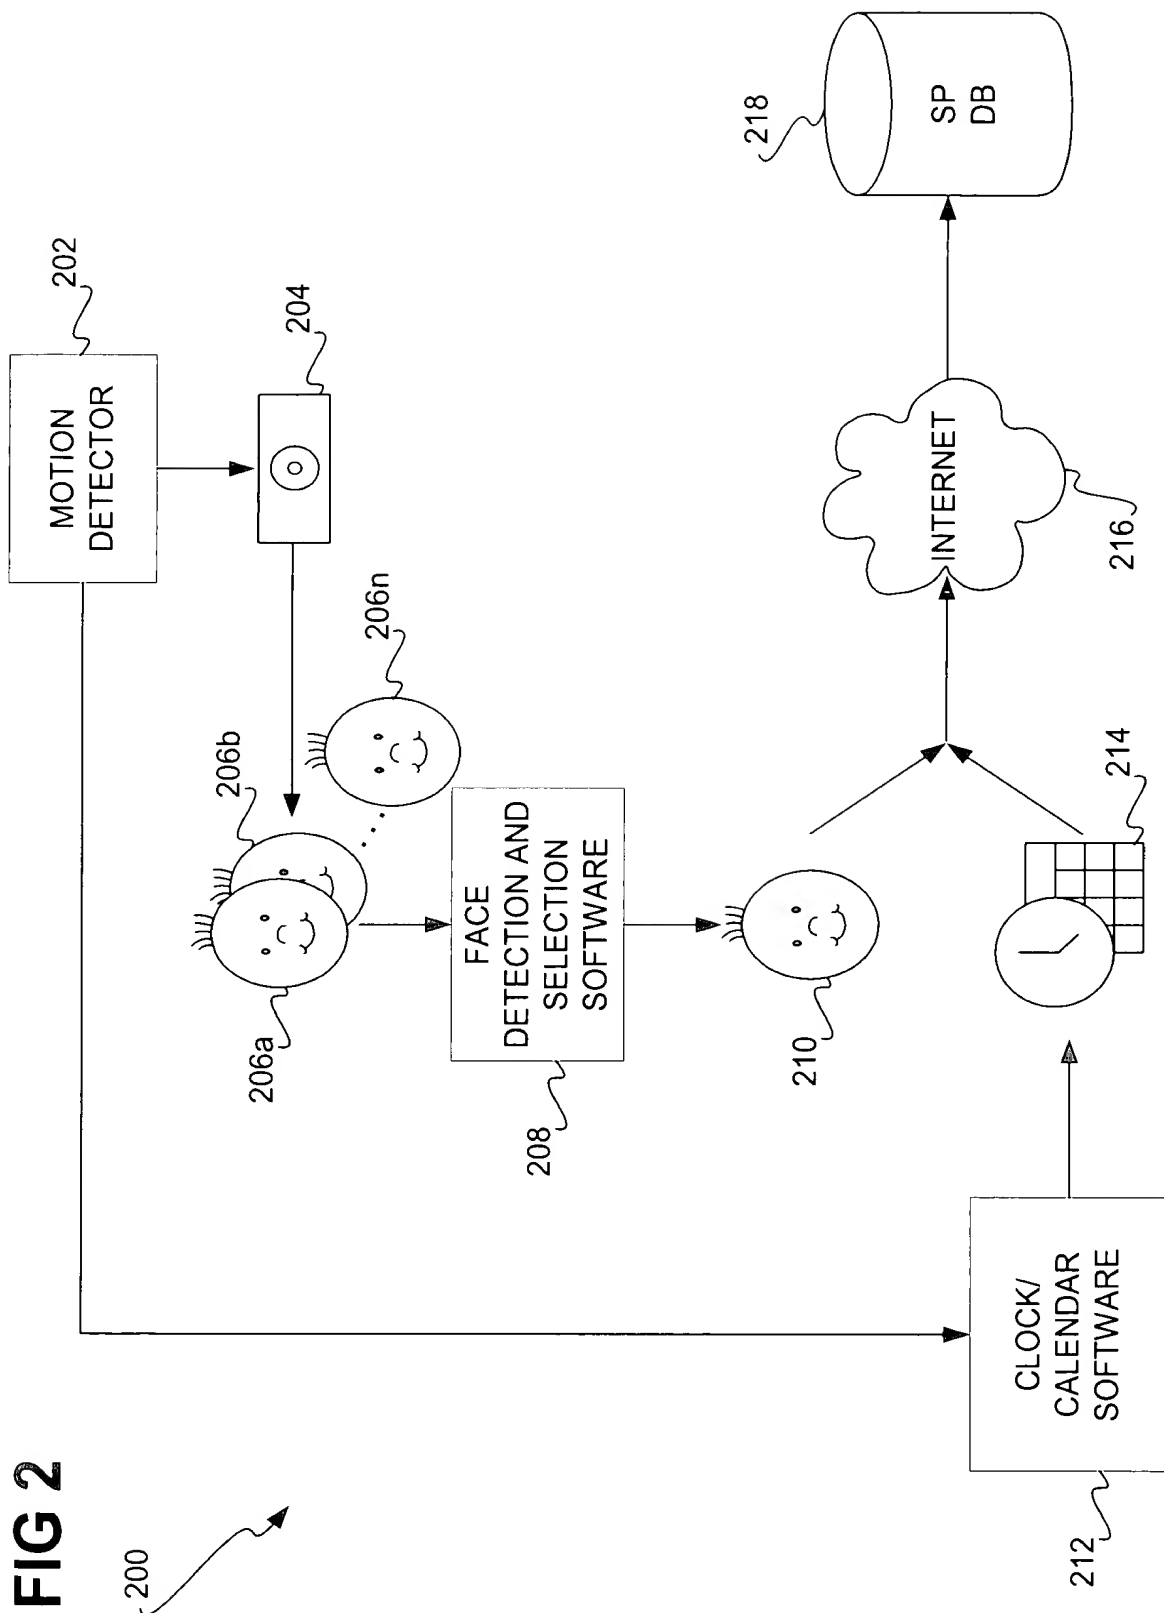 FIG 2
200
MOTION
DETECTOR
202
204
206a
206b
206n
FACE
DETECTION AND
SELECTION
SOFTWARE
208
210
CLOCK/
CALENDAR
SOFTWARE
212
214
INTERNET
216
SP
DB
218